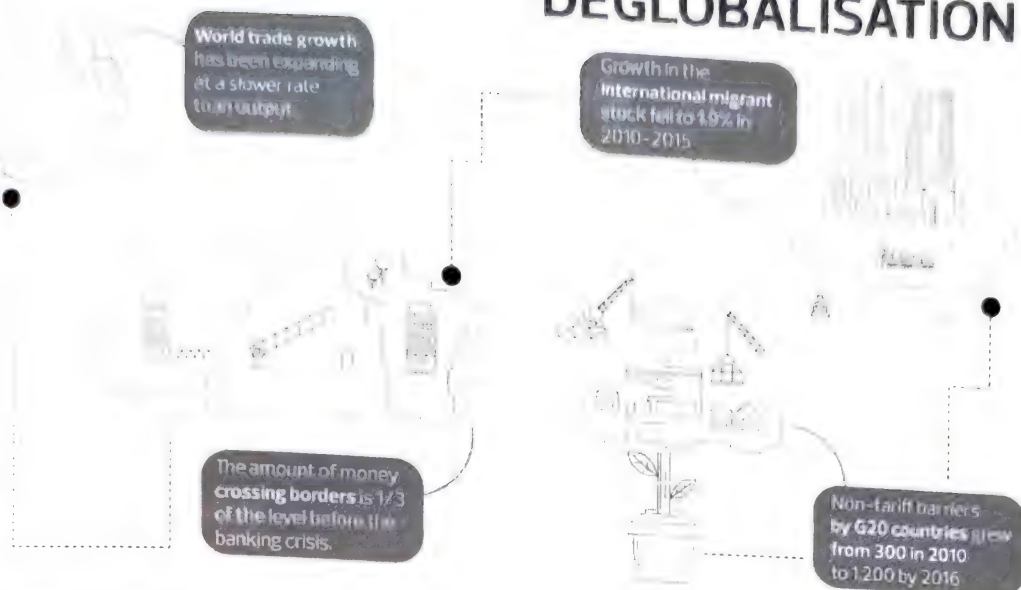 DEGLOBALISATION
World trade growth
has been expanding
at a slower rate
than output.
Growth in the
international migrant
stock fell to 1.9% in
2010-2015
The amount of money
crossing borders is 1/3
of the level before the
banking crisis.
Non-tariff barriers
by G20 countries grew
from 300 in 2010
to 1200 by 2016